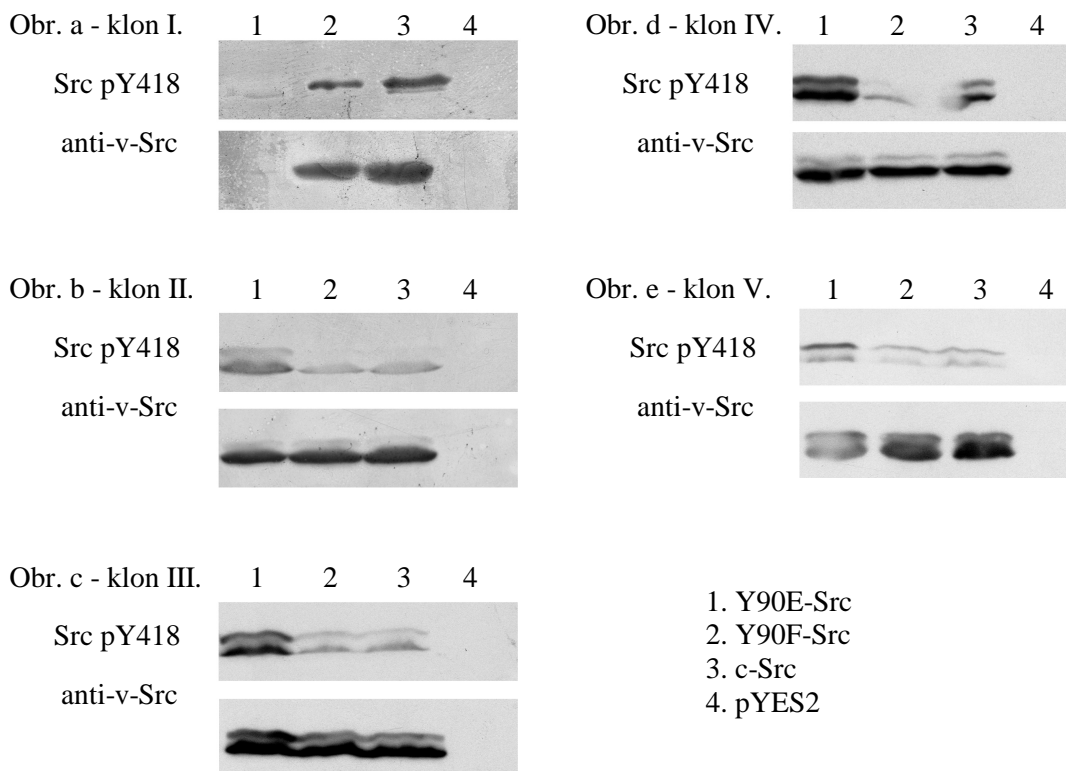 Obr. a - klon I. 1 2 3 4
Src pY418
anti-v-Src
Obr. b - klon II. 1 2 3 4
Src pY418
anti-v-Src
Obr. c - klon III. 1 2 3 4
Src pY418
anti-v-Src
Obr. d - klon IV. 1 2 3 4
Src pY418
anti-v-Src
Obr. e - klon V. 1 2 3 4
Src pY418
anti-v-Src
1. Y90E-Src
2. Y90F-Src
3. c-Src
4. pYES2